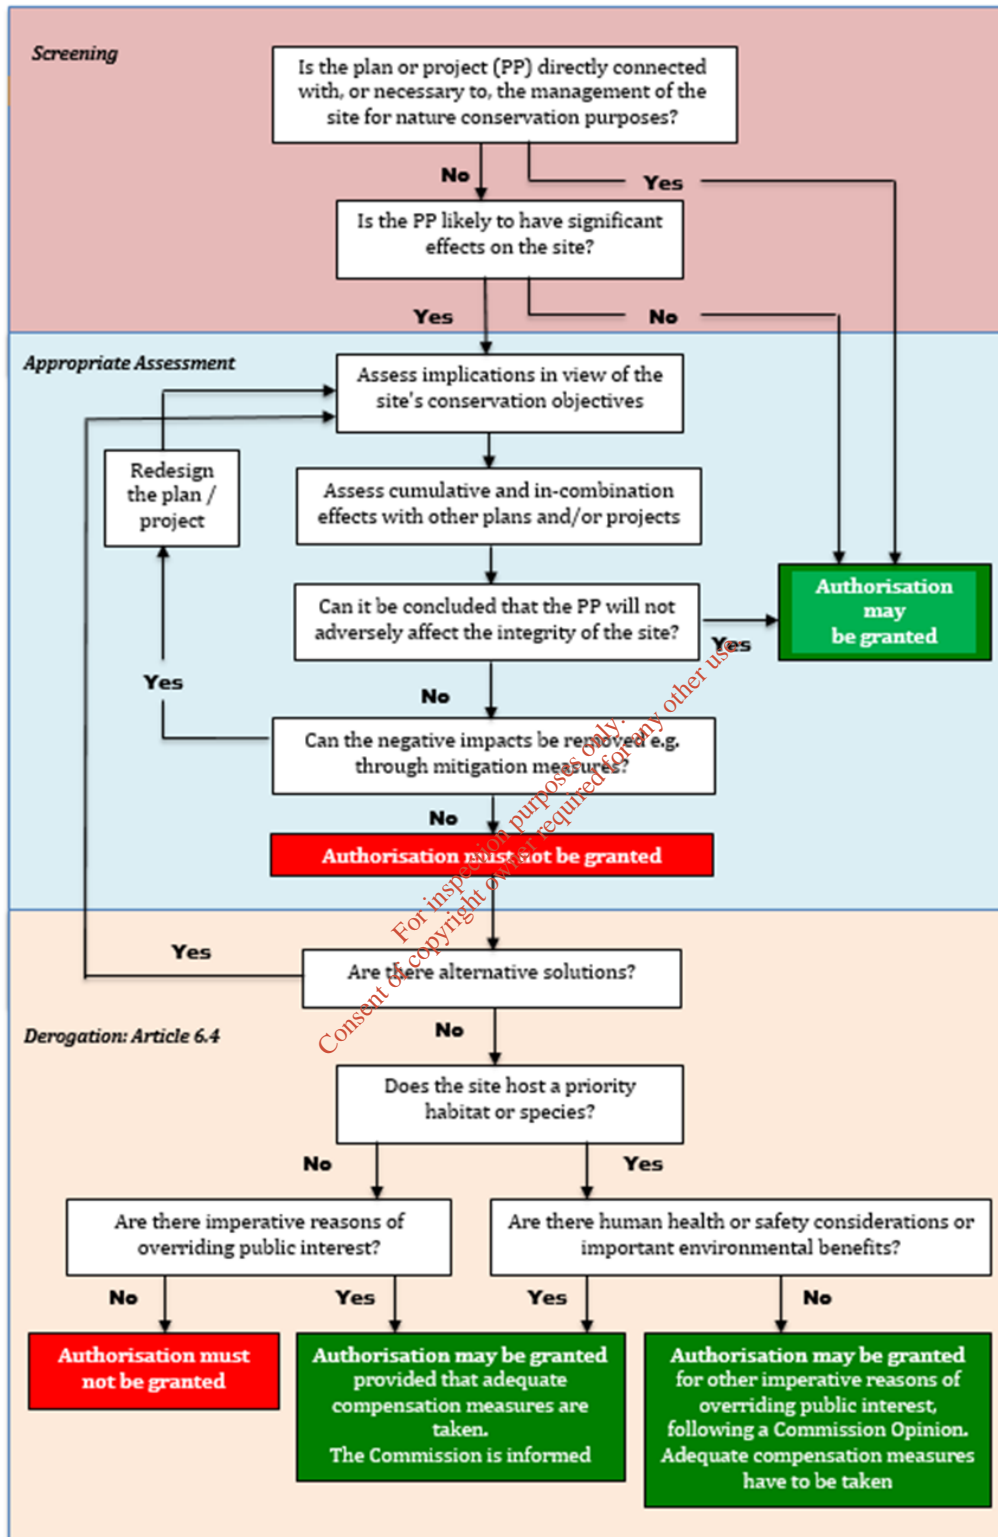 Screening
Is the plan or project (PP) directly connected
with, or necessary to, the management of the
site for nature conservation purposes?
No
Yes
Is the PP likely to have significant
effects on the site?
Yes
No
Appropriate Assessment
Assess implications in view of the
site's conservation objectives
Redesign
the plan /
project
Assess cumulative and in-combination
effects with other plans and/or projects
Authorisation
may
be granted
Can it be concluded that the PP will not
adversely affect the integrity of the site?
Yes
Yes
No
Can the negative impacts be removed e.g.
through mitigation measures?
No
Authorisation must not be granted
For inspection purposes only.
Consent of copyright owner required for any other use
Yes
Are there alternative solutions?
No
Derogation: Article 6.4
Does the site host a priority
habitat or species?
No
Yes
Are there imperative reasons of
overriding public interest?
Are there human health or safety considerations or
important environmental benefits?
No
Yes
Yes
No
Authorisation must
not be granted
Authorisation may be granted
provided that adequate
compensation measures are
taken.
The Commission is informed
Authorisation may be granted
for other imperative reasons of
overriding public interest,
following a Commission Opinion.
Adequate compensation measures
have to be taken